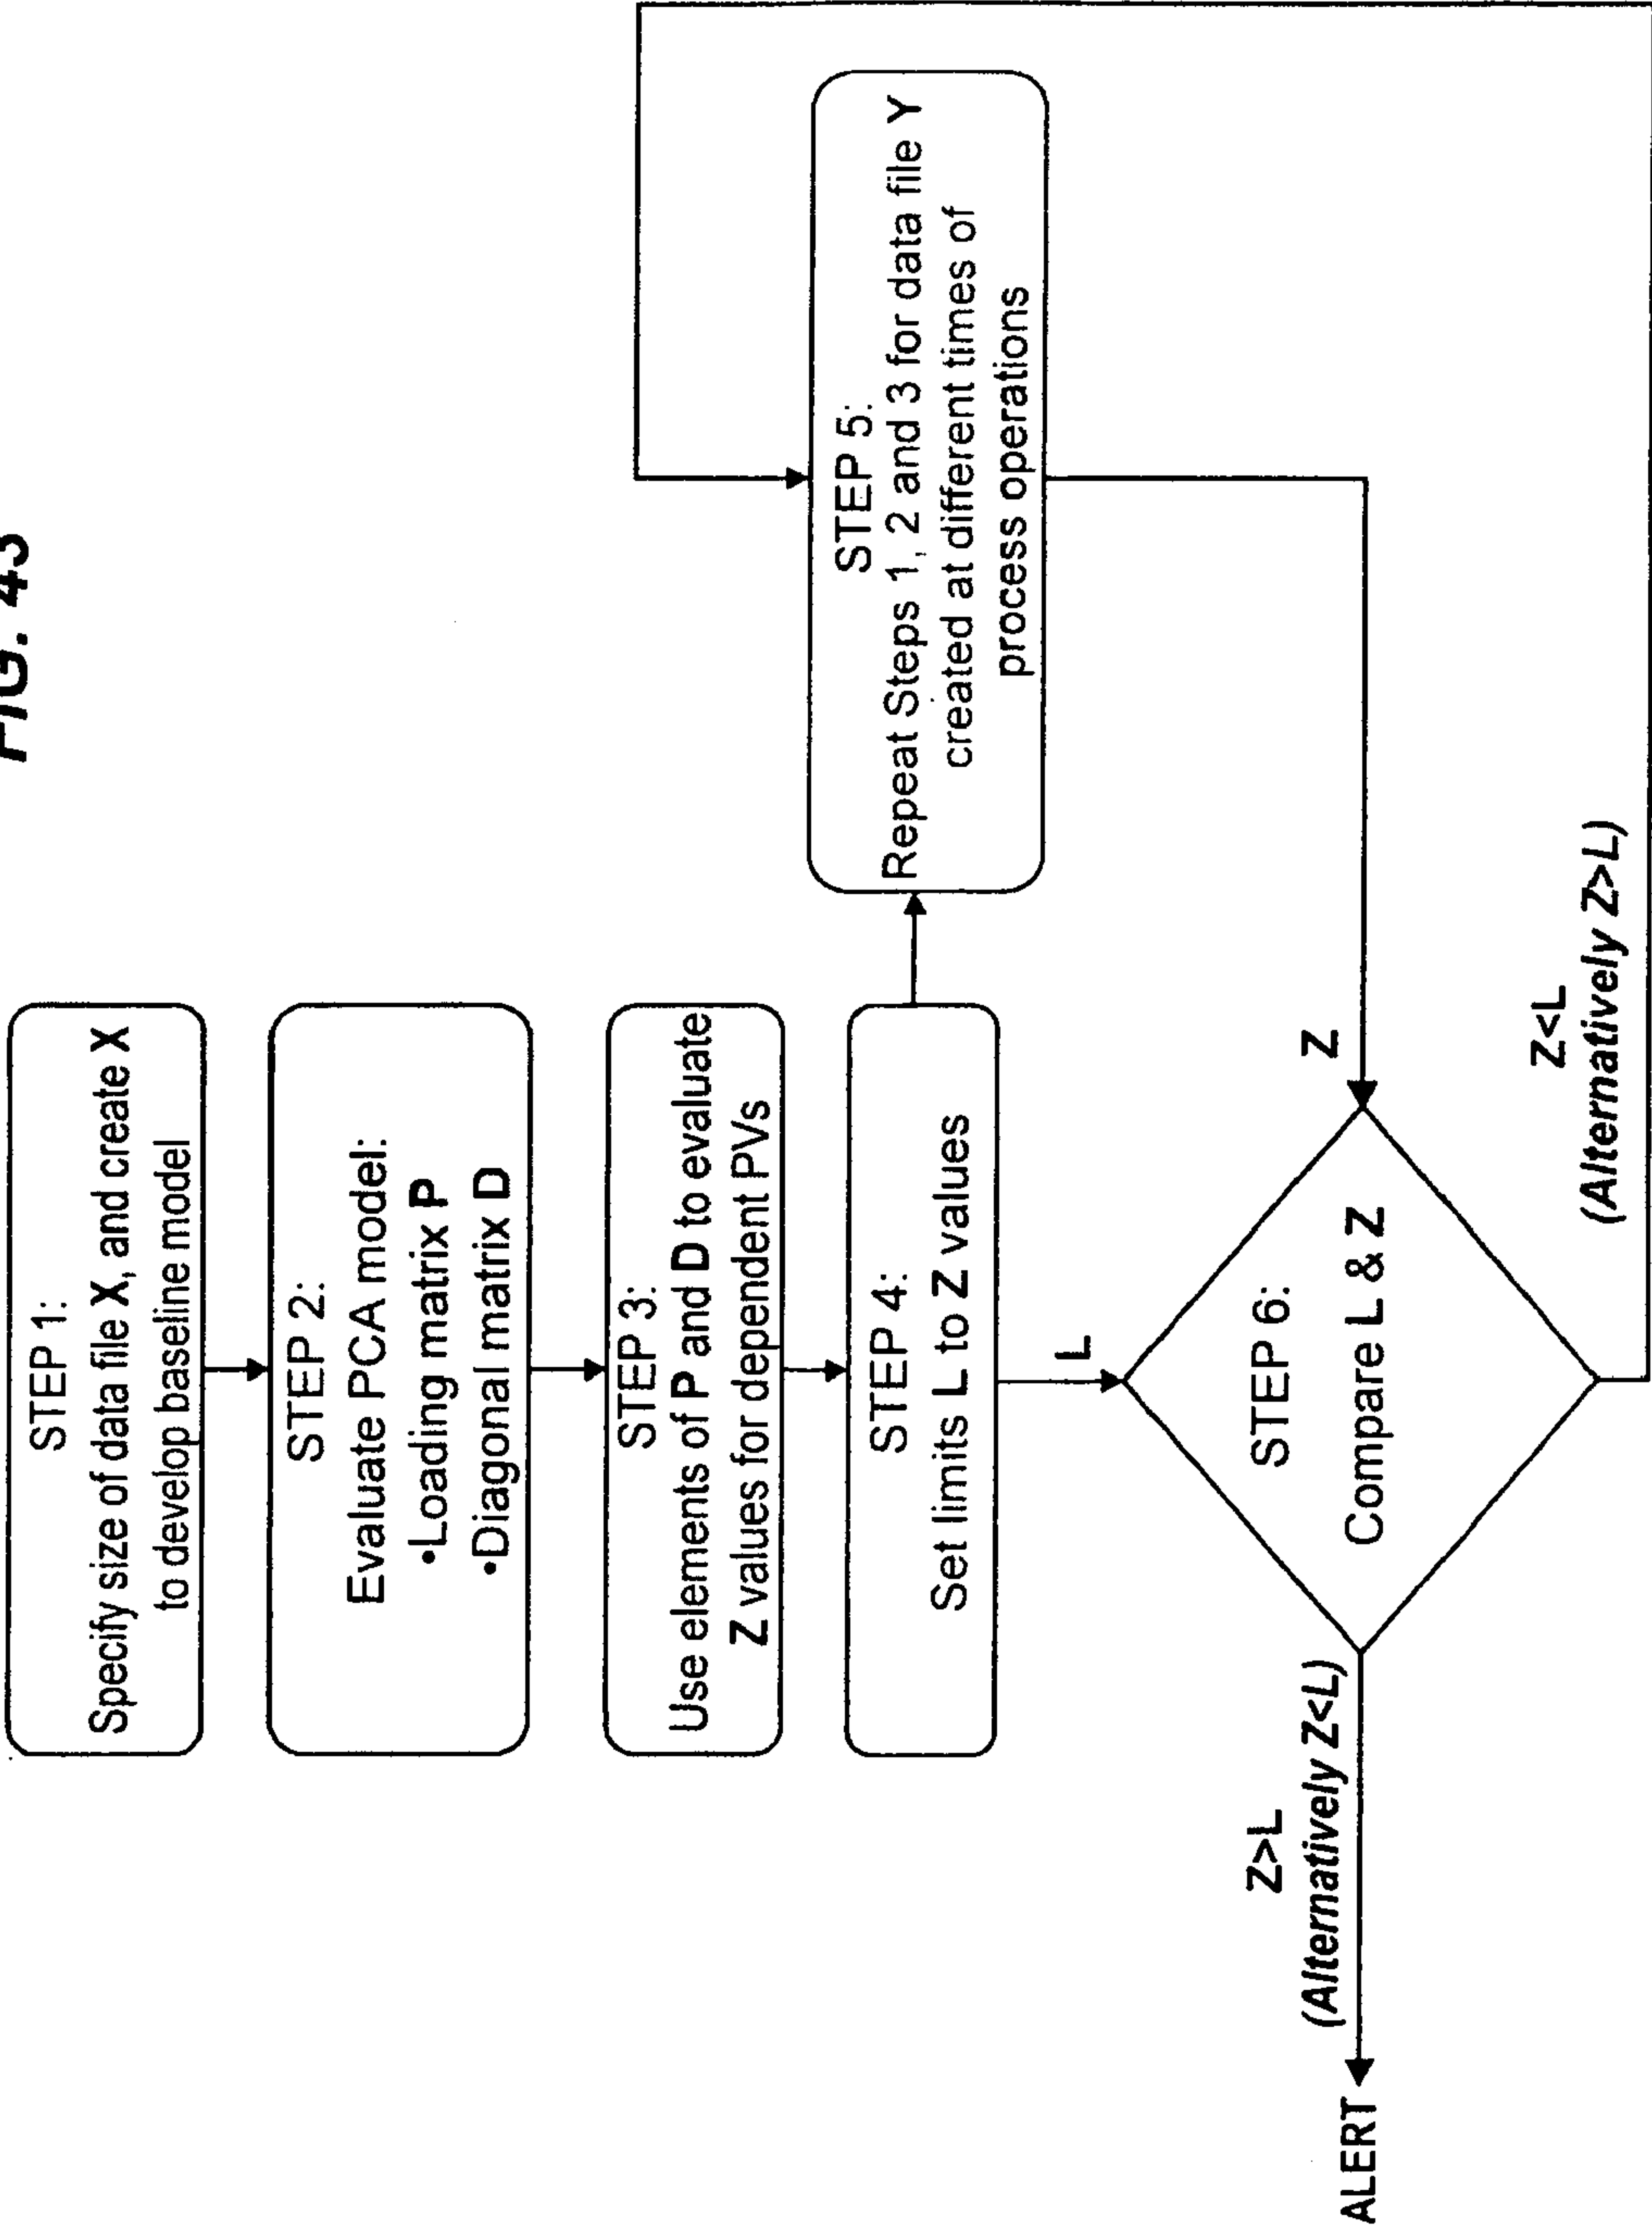 FIG. 43
STEP 1:
Specify size of data file X, and create X
to develop baseline model
STEP 2:
Evaluate PCA model:
•Loading matrix P
•Diagonal matrix D
STEP 3:
Use elements of P and D to evaluate
Z values for dependent PVs
STEP 4:
Set limits L to Z values
STEP 5:
Repeat Steps 1, 2 and 3 for data file Y
created at different times of
process operations
L
Z
STEP 6:
Compare L & Z
Z>L
(Alternatively Z<L)
ALERT
Z<L
(Alternatively Z>L)